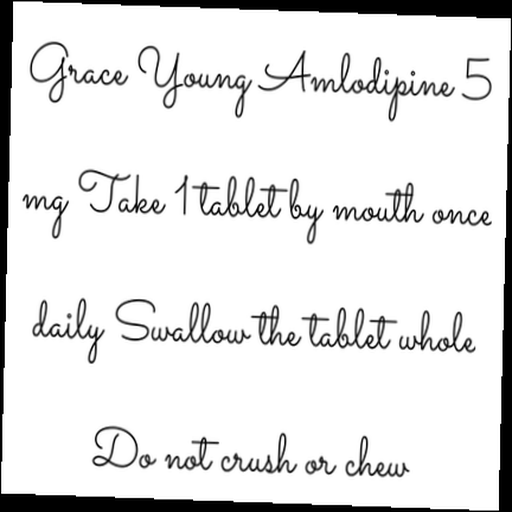 Grace Young Amlodipine 5
mg Take 1 tablet by mouth once
daily Swallow the tablet whole
Do not crush or chew